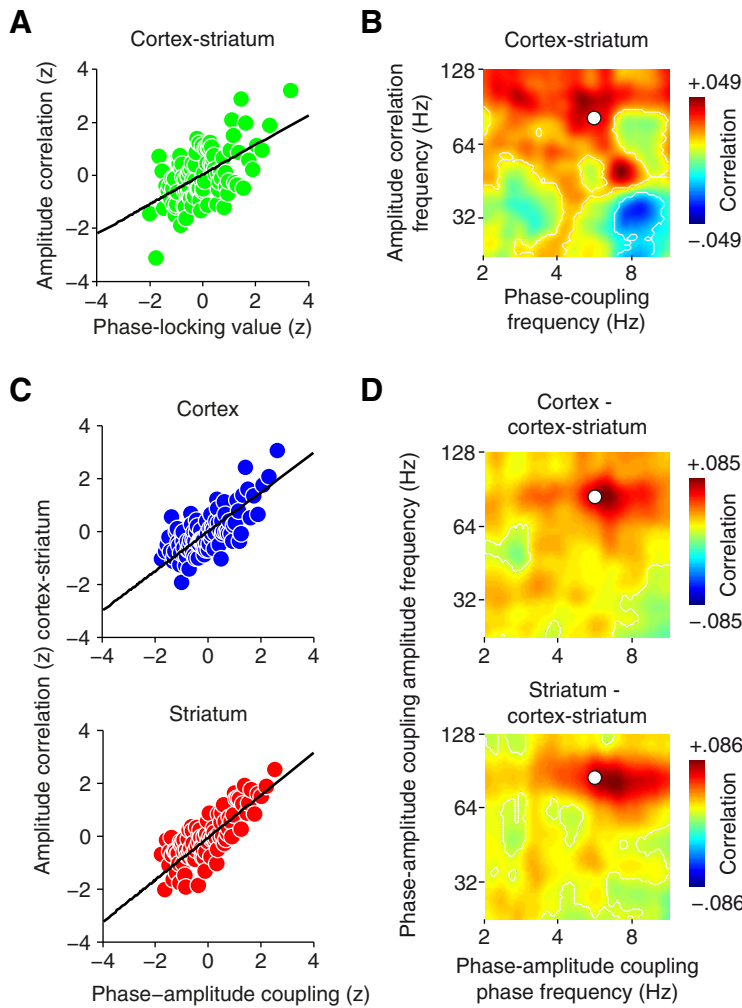 A
Cortex-striatum
Amplitude correlation (z)
4
2
0
−2
−4
−4 −2 0 2 4
Phase-locking value (z)
B
Cortex-striatum
Amplitude correlation
frequency (Hz)
128
64
32
2 4 8
Phase-coupling
frequency (Hz)
+.049
Correlation
−.049
C
Amplitude correlation (z) cortex-striatum
Cortex
4
2
0
−2
−4
−4 −2 0 2 4
Striatum
4
2
0
−2
−4
−4 −2 0 2 4
Phase−amplitude coupling (z)
D
Phase-amplitude coupling amplitude frequency (Hz)
Cortex -
cortex-striatum
128
64
32
2 4 8
+.085
Correlation
−.085
Striatum -
cortex-striatum
128
64
32
2 4 8
+.086
Correlation
−.086
Phase-amplitude coupling
phase frequency (Hz)